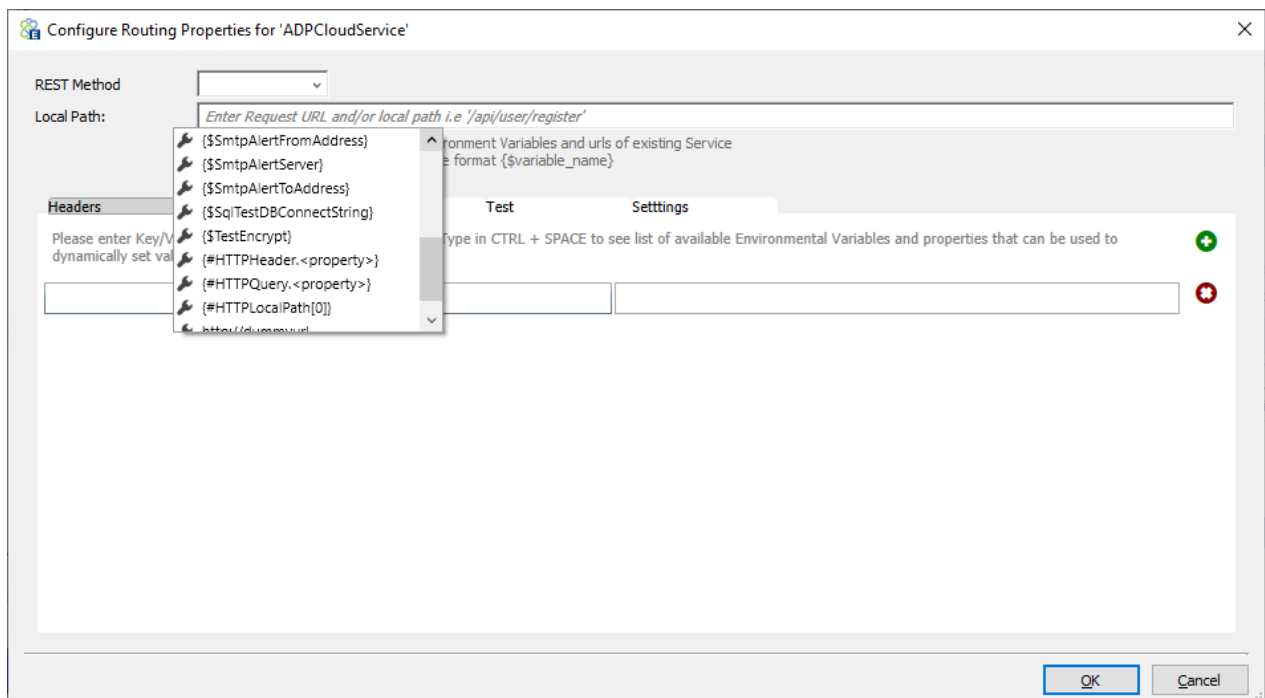 Configure Routing Properties for 'ADPCloudService'
REST Method
Local Path:
Enter Request URL and/or local path i.e '/api/user/register'
ronment Variables and urls of existing Service
e format {$variable_name}
{$SmtpAlertFromAddress}
{$SmtpAlertServer}
{$SmtpAlertToAddress}
{$SqlTestDBConnectString}
{$TestEncrypt}
{#HTTPHeader.<property>}
{#HTTPQuery.<property>}
{#HTTPLocalPath[0]}
http://dummyurl
Headers Test Setttings
Please enter Key/V Type in CTRL + SPACE to see list of available Environmental Variables and properties that can be used to
dynamically set val
OK Cancel